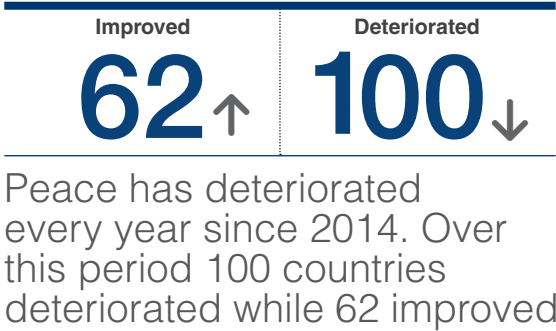 Improved
Deteriorated
62↑
100↓
Peace has deteriorated
every year since 2014. Over
this period 100 countries
deteriorated while 62 improved